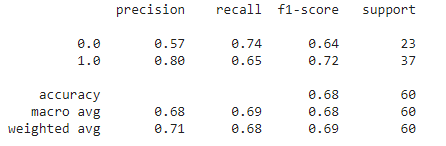 precision recall f1-score support
0.0 0.57 0.74 0.64 23
1.0 0.80 0.65 0.72 37
accuracy 0.68 60
macro avg 0.68 0.69 0.68 60
weighted avg 0.71 0.68 0.69 60